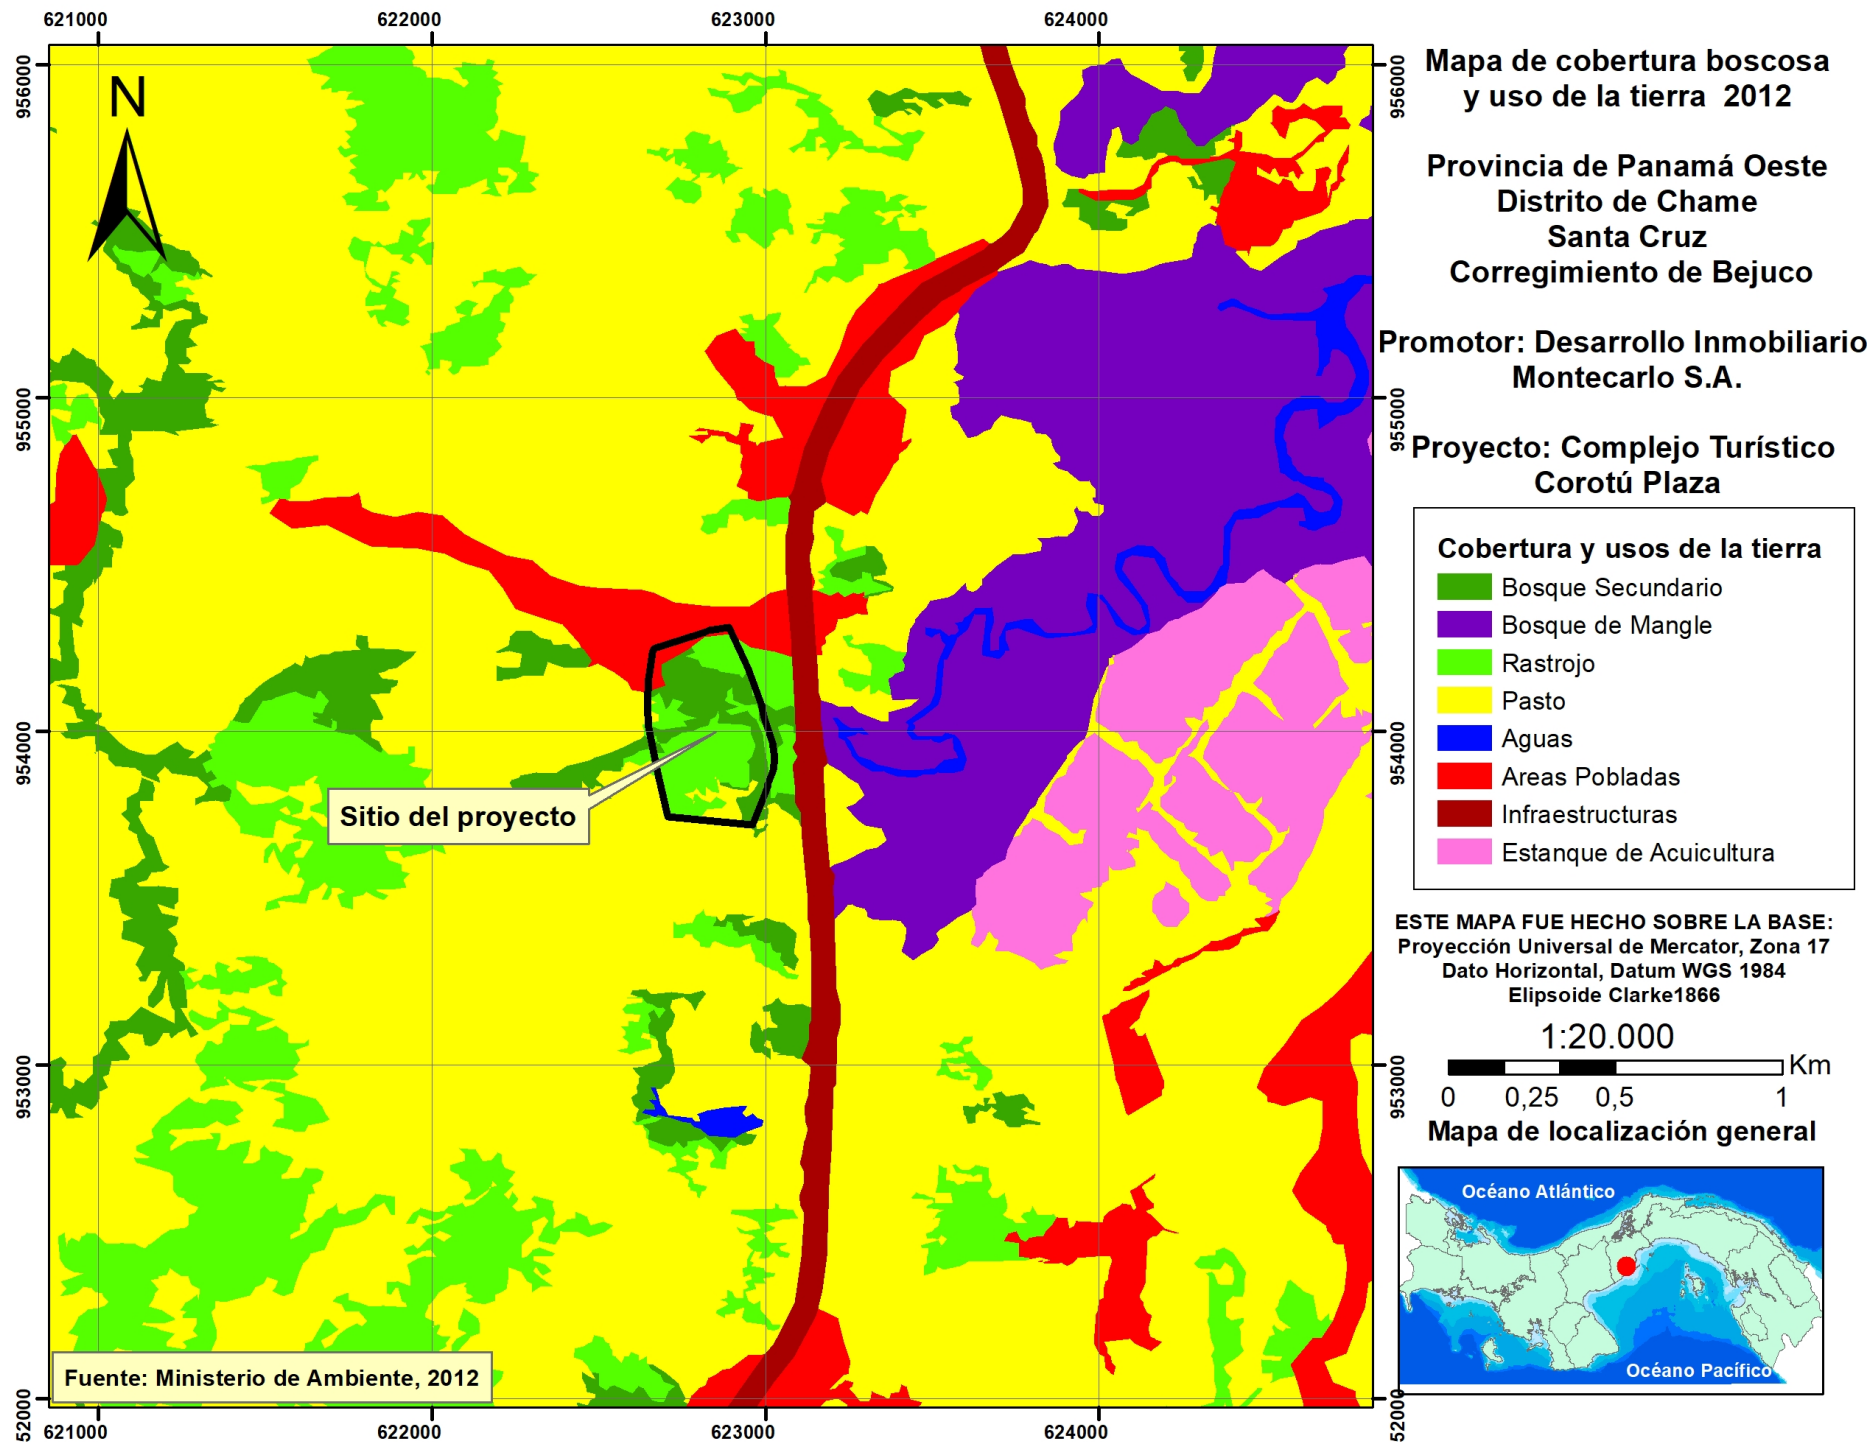 621000 622000 623000 624000
N
956000
955000
954000
953000
52000
956000
955000
954000
953000
52000
Sitio del proyecto
Fuente: Ministerio de Ambiente, 2012
621000 622000 623000 624000
Mapa de cobertura boscosa
y uso de la tierra 2012
Provincia de Panamá Oeste
Distrito de Chame
Santa Cruz
Corregimiento de Bejuco
Promotor: Desarrollo Inmobiliario
Montecarlo S.A.
Proyecto: Complejo Turístico
Corotú Plaza
Cobertura y usos de la tierra
Bosque Secundario
Bosque de Mangle
Rastrojo
Pasto
Aguas
Areas Pobladas
Infraestructuras
Estanque de Acuicultura
ESTE MAPA FUE HECHO SOBRE LA BASE:
Proyección Universal de Mercator, Zona 17
Dato Horizontal, Datum WGS 1984
Elipsoide Clarke1866
1:20.000
Km
0 0,25 0,5 1
Mapa de localización general
Océano Atlántico
Océano Pacífico